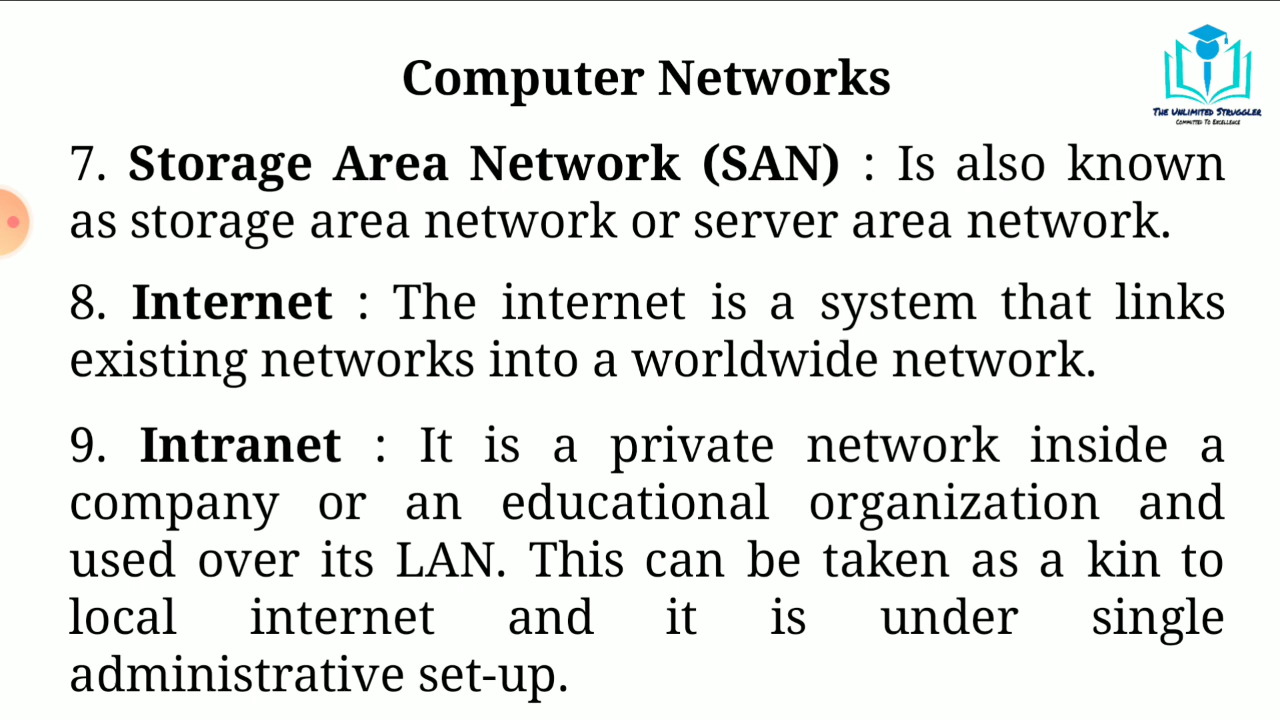 Computer Networks
THE UNLIMITED STRUGGLER
COMMITTED TO EXCELLENCE
7. Storage Area Network (SAN) : Is also known
as storage area network or server area network.
8. Internet : The internet is a system that links
existing networks into a worldwide network.
9. Intranet : It is a private network inside a
company or an educational organization and
used over its LAN. This can be taken as a kin to
local internet and it is under single
administrative set-up.